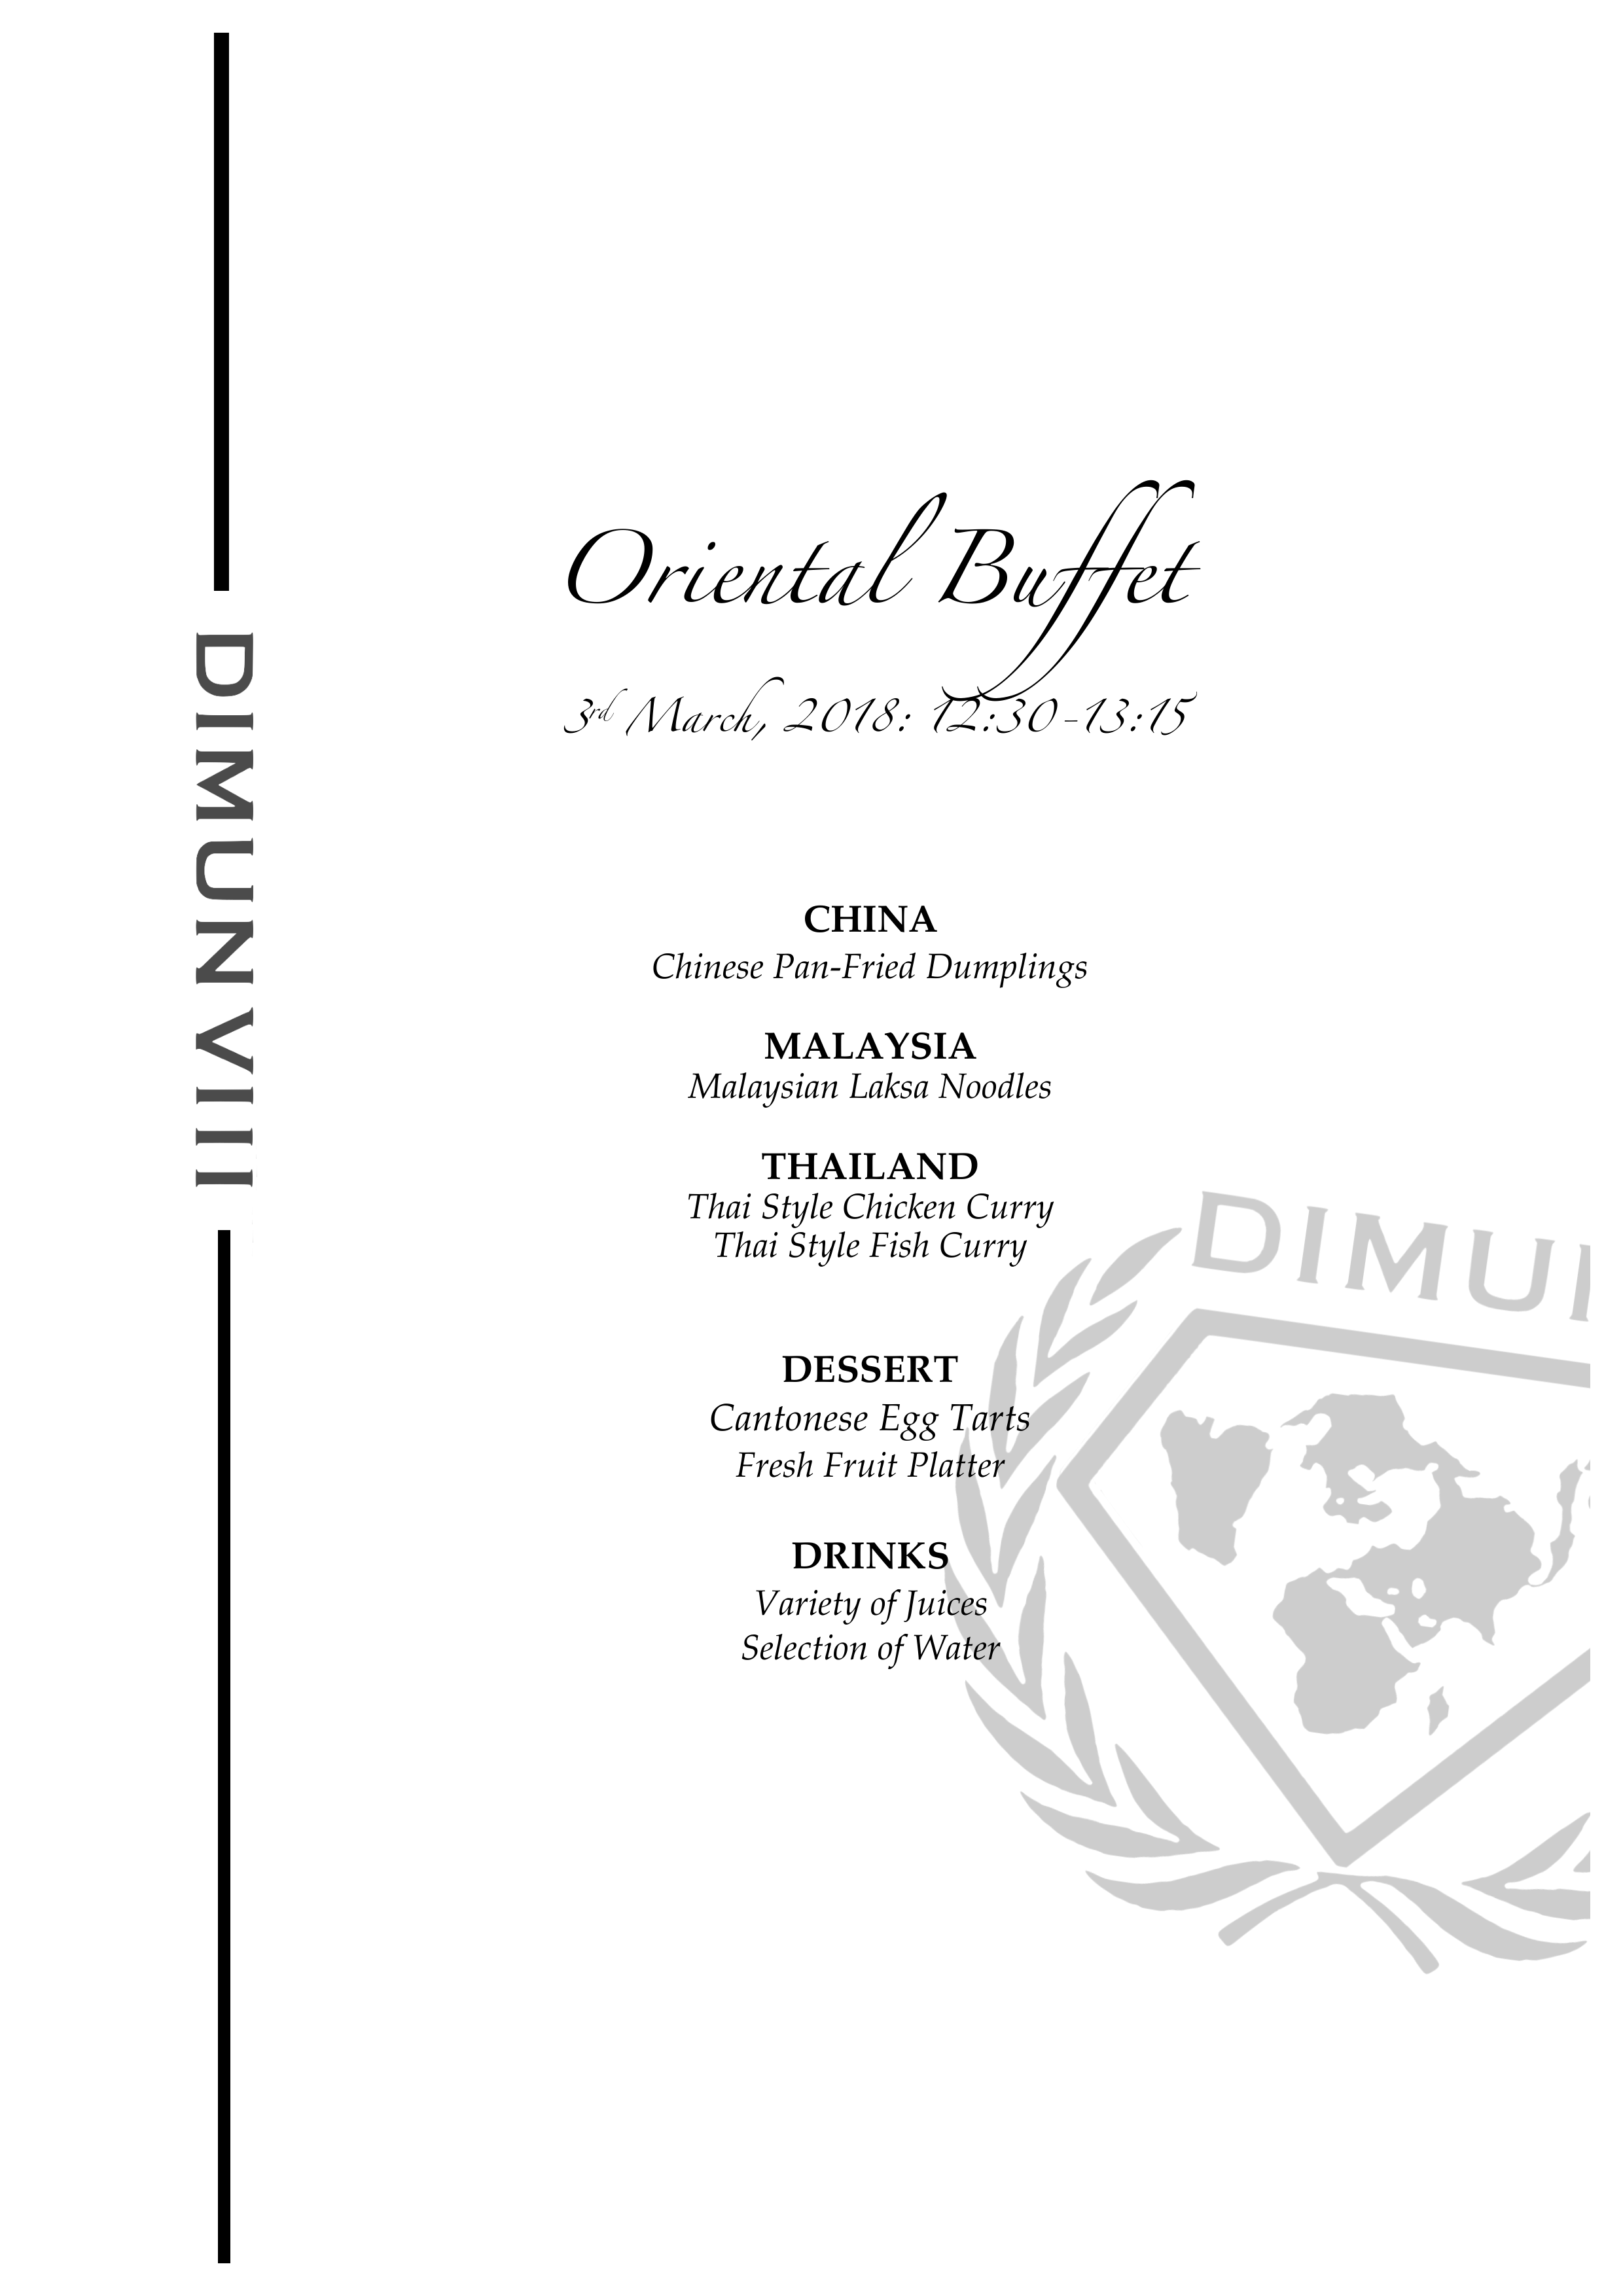 DIMUN VIII
Oriental Buffet
3rd March, 2018: 12:30-13:15
CHINA
Chinese Pan-Fried Dumplings
MALAYSIA
Malaysian Laksa Noodles
THAILAND
Thai Style Chicken Curry
Thai Style Fish Curry
DESSERT
Cantonese Egg Tarts
Fresh Fruit Platter
DRINKS
Variety of Juices
Selection of Water
DIMU